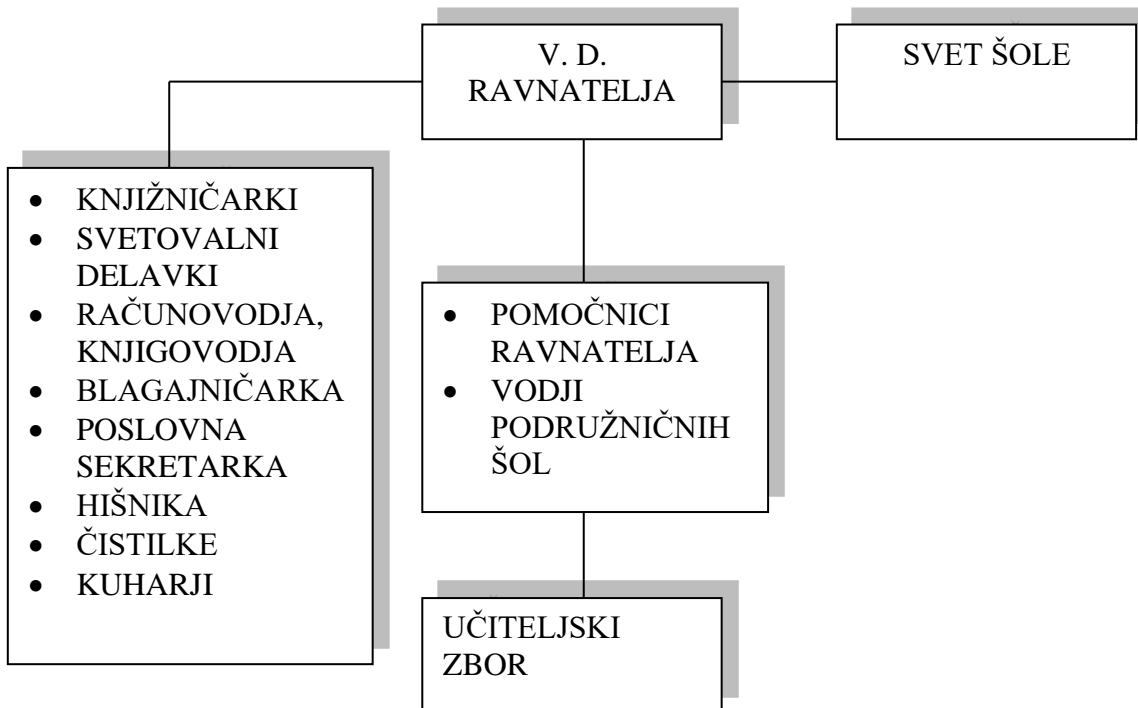 V. D.
RAVNATELJA
SVET ŠOLE
• KNJIŽNIČARKI
• SVETOVALNI
DELAVKI
• RAČUNOVODJA,
KNJIGOVODJA
• BLAGAJNIČARKA
• POSLOVNA
SEKRETARKA
• HIŠNIKA
• ČISTILKE
• KUHARJI
• POMOČNICI
RAVNATELJA
• VODJI
PODRUŽNIČNIH
ŠOL
UČITELJSKI
ZBOR